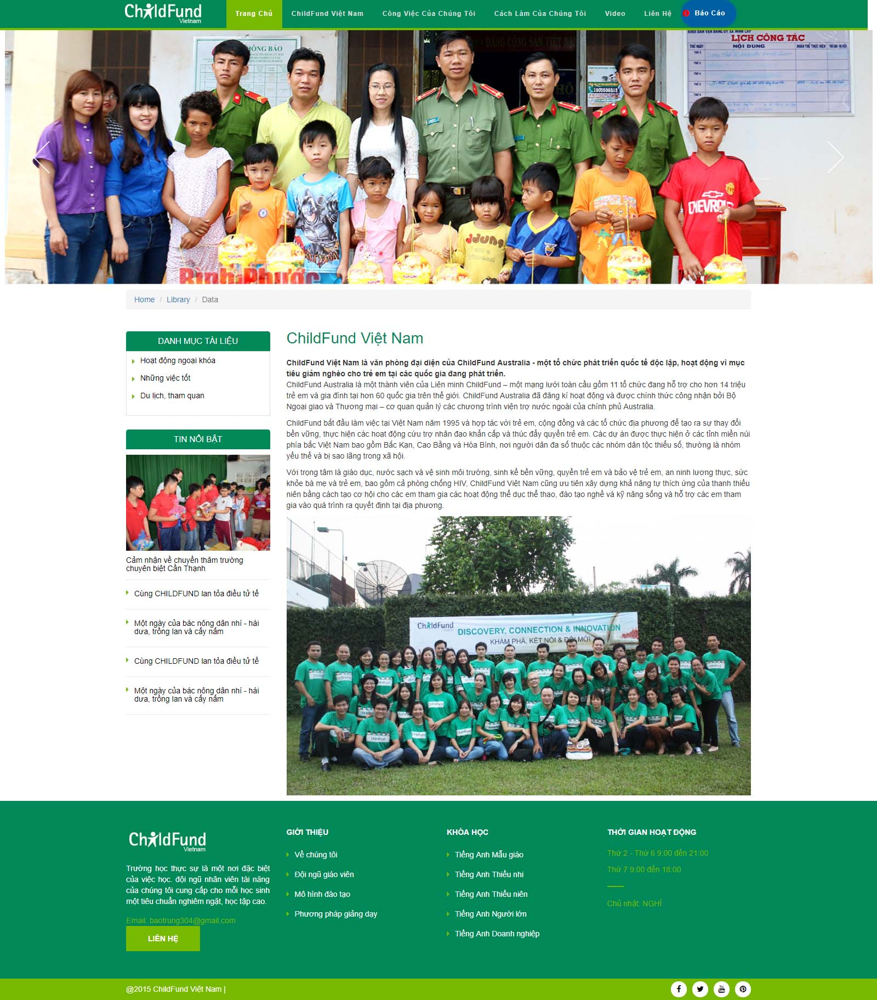 ChildFund
Vietnam
Trang Chủ
ChildFund Việt Nam
Công Việc Của Chúng Tôi
Cách Làm Của Chúng Tôi
Video
Liên Hệ
Báo Cáo
ĐẢNG CỘNG SẢN VIỆT NA
THÔNG BÁO
LỊCH CÔNG TÁC
THỨ NGÀY
NỘI DUNG
1900585815
CHEVROLET
Bình Phước
Home / Library / Data
DANH MỤC TÀI LIỆU
Hoạt động ngoại khóa
Những việc tốt
Du lịch, tham quan
TIN NỔI BẬT
Cảm nhận về chuyến thăm trường
chuyên biệt Cần Thạnh
Cùng CHILDFUND lan tỏa điều tử tế
Một ngày của bác nông dân nhí - hái
dưa, trồng lan và cấy nấm
Cùng CHILDFUND lan tỏa điều tử tế
Một ngày của bác nông dân nhí - hái
dưa, trồng lan và cấy nấm
ChildFund Việt Nam
ChildFund Việt Nam là văn phòng đại diện của ChildFund Australia - một tổ chức phát triển quốc tế độc lập, hoạt động vì mục
tiêu giảm nghèo cho trẻ em tại các quốc gia đang phát triển.
ChildFund Australia là một thành viên của Liên minh ChildFund – một mạng lưới toàn cầu gồm 11 tổ chức đang hỗ trợ cho hơn 14 triệu
trẻ em và gia đình tại hơn 60 quốc gia trên thế giới. ChildFund Australia đã đăng kí hoạt động và được chính thức công nhận bởi Bộ
Ngoại giao và Thương mại – cơ quan quản lý các chương trình viện trợ nước ngoài của chính phủ Australia.
ChildFund bắt đầu làm việc tại Việt Nam năm 1995 và hợp tác với trẻ em, cộng đồng và các tổ chức địa phương để tạo ra sự thay đổi
bền vững, thực hiện các hoạt động cứu trợ nhân đạo khẩn cấp và thúc đẩy quyền trẻ em. Các dự án được thực hiện ở các tỉnh miền núi
phía bắc Việt Nam bao gồm Bắc Kạn, Cao Bằng và Hòa Bình, nơi người dân đa số thuộc các nhóm dân tộc thiểu số, thường là nhóm
yếu thế và bị sao lãng trong xã hội.
Với trọng tâm là giáo dục, nước sạch và vệ sinh môi trường, sinh kế bền vững, quyền trẻ em và bảo vệ trẻ em, an ninh lương thực, sức
khỏe bà mẹ và trẻ em, bao gồm cả phòng chống HIV, ChildFund Việt Nam cũng ưu tiên xây dựng khả năng tự thích ứng của thanh thiếu
niên bằng cách tạo cơ hội cho các em tham gia các hoạt động thể dục thể thao, đào tạo nghề và kỹ năng sống và hỗ trợ các em tham
gia vào quá trình ra quyết định tại địa phương.
ChildFund
DISCOVERY, CONNECTION & INNOVATION
KHÁM PHÁ, KẾT NỐI & ĐỔI MỚI
ChildFund
Vietnam
Trường học thực sự là một nơi đặc biệt
của việc học. đội ngũ nhân viên tài năng
của chúng tôi cung cấp cho mỗi học sinh
một tiêu chuẩn nghiêm ngặt, học tập cao.
Email: baotrung304@gmail.com
LIÊN HỆ
GIỚI THIỆU
Về chúng tôi
Đội ngũ giáo viên
Mô hình đào tạo
Phương pháp giảng dạy
KHÓA HỌC
Tiếng Anh Mẫu giáo
Tiếng Anh Thiếu nhi
Tiếng Anh Thiếu niên
Tiếng Anh Người lớn
Tiếng Anh Doanh nghiệp
THỜI GIAN HOẠT ĐỘNG
Thứ 2 - Thứ 6 9:00 đến 21:00
Thứ 7 9:00 đến 18:00
Chủ nhật: NGHỈ
@2015 ChildFund Việt Nam |